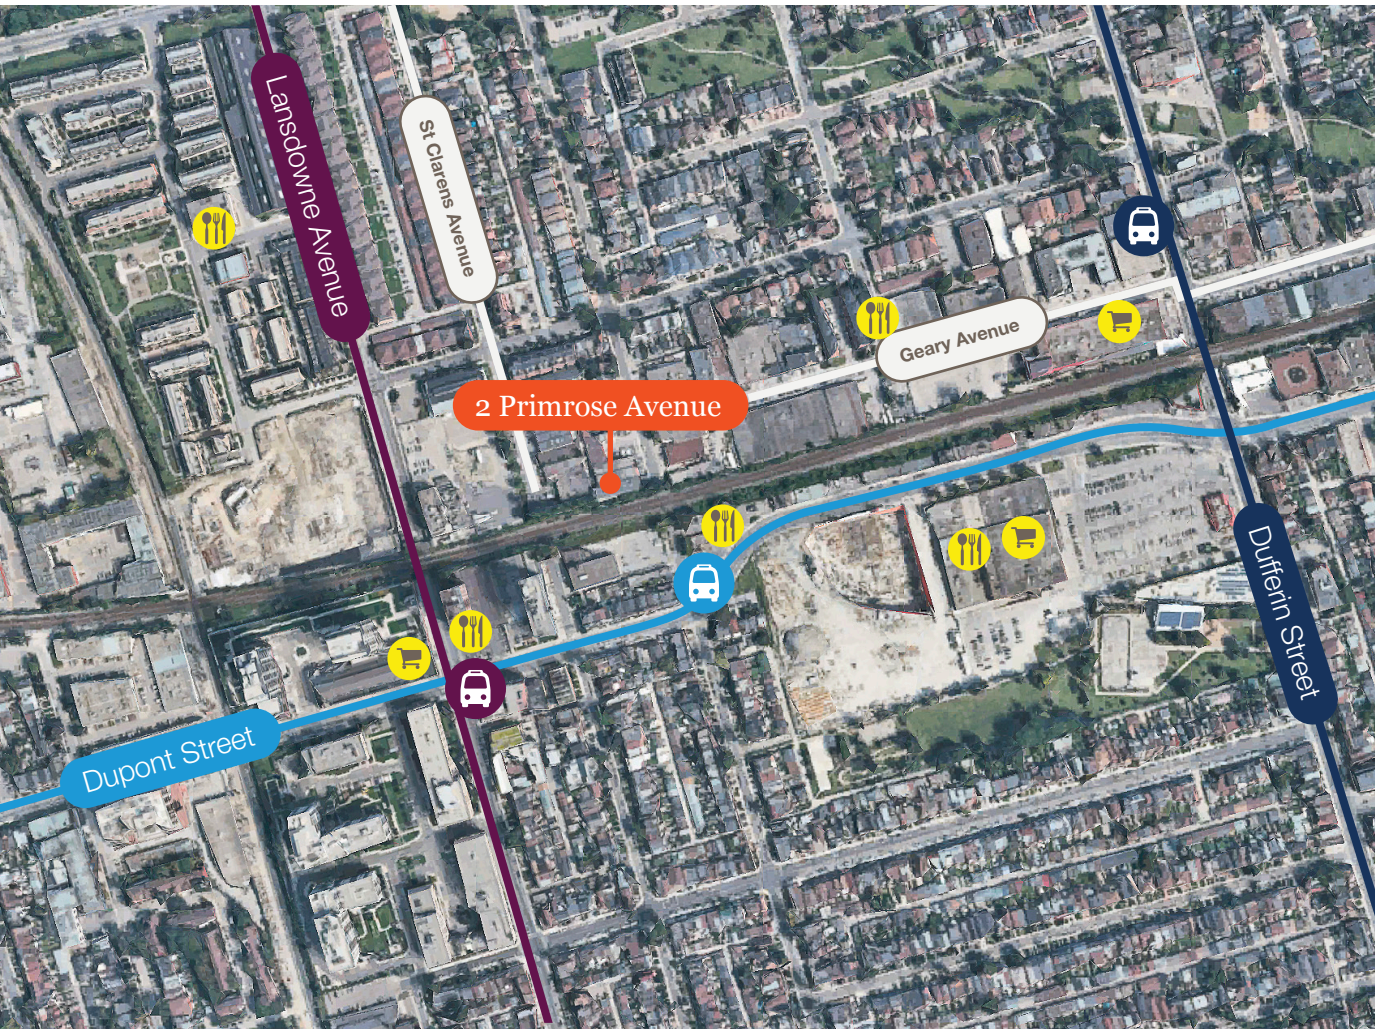 Lansdowne Avenue
St Clarens Avenue
Geary Avenue
2 Primrose Avenue
Dufferin Street
Dupont Street